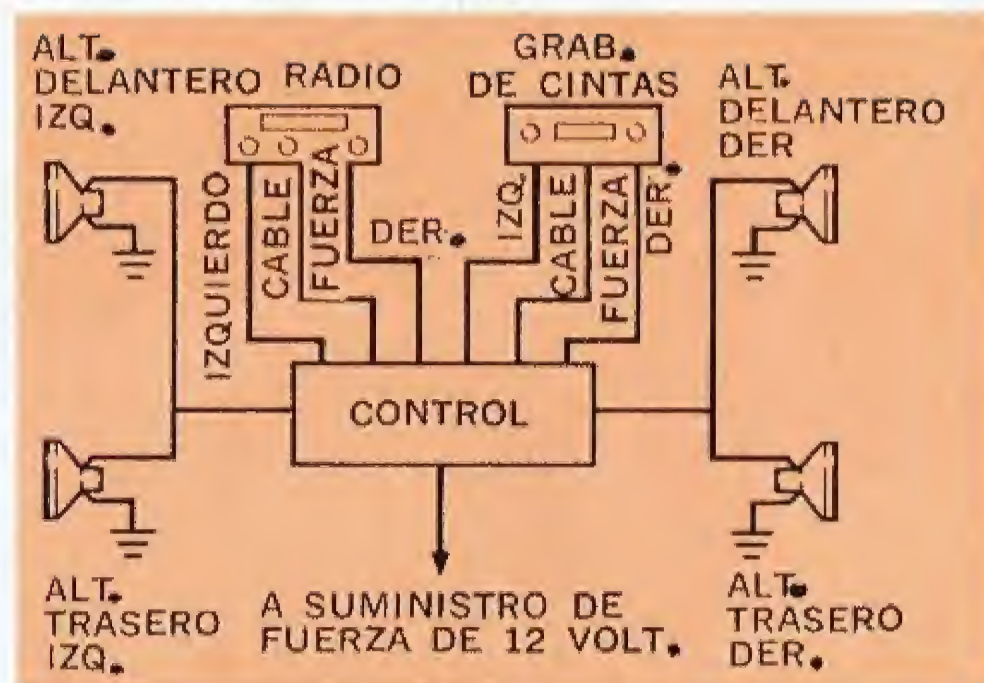 ALT.
DELANTERO
IZQ.
RADIO
GRAB.
DE CINTAS
ALT.
DELANTERO
DER
IZQUIERDO
CABLE
FUERZA
DER.
IZQ.
CABLE
FUERZA
DER.
CONTROL
ALT.
TRASERO
IZQ.
A SUMINISTRO DE
FUERZA DE 12 VOLT.
ALT.
TRASERO
DER.